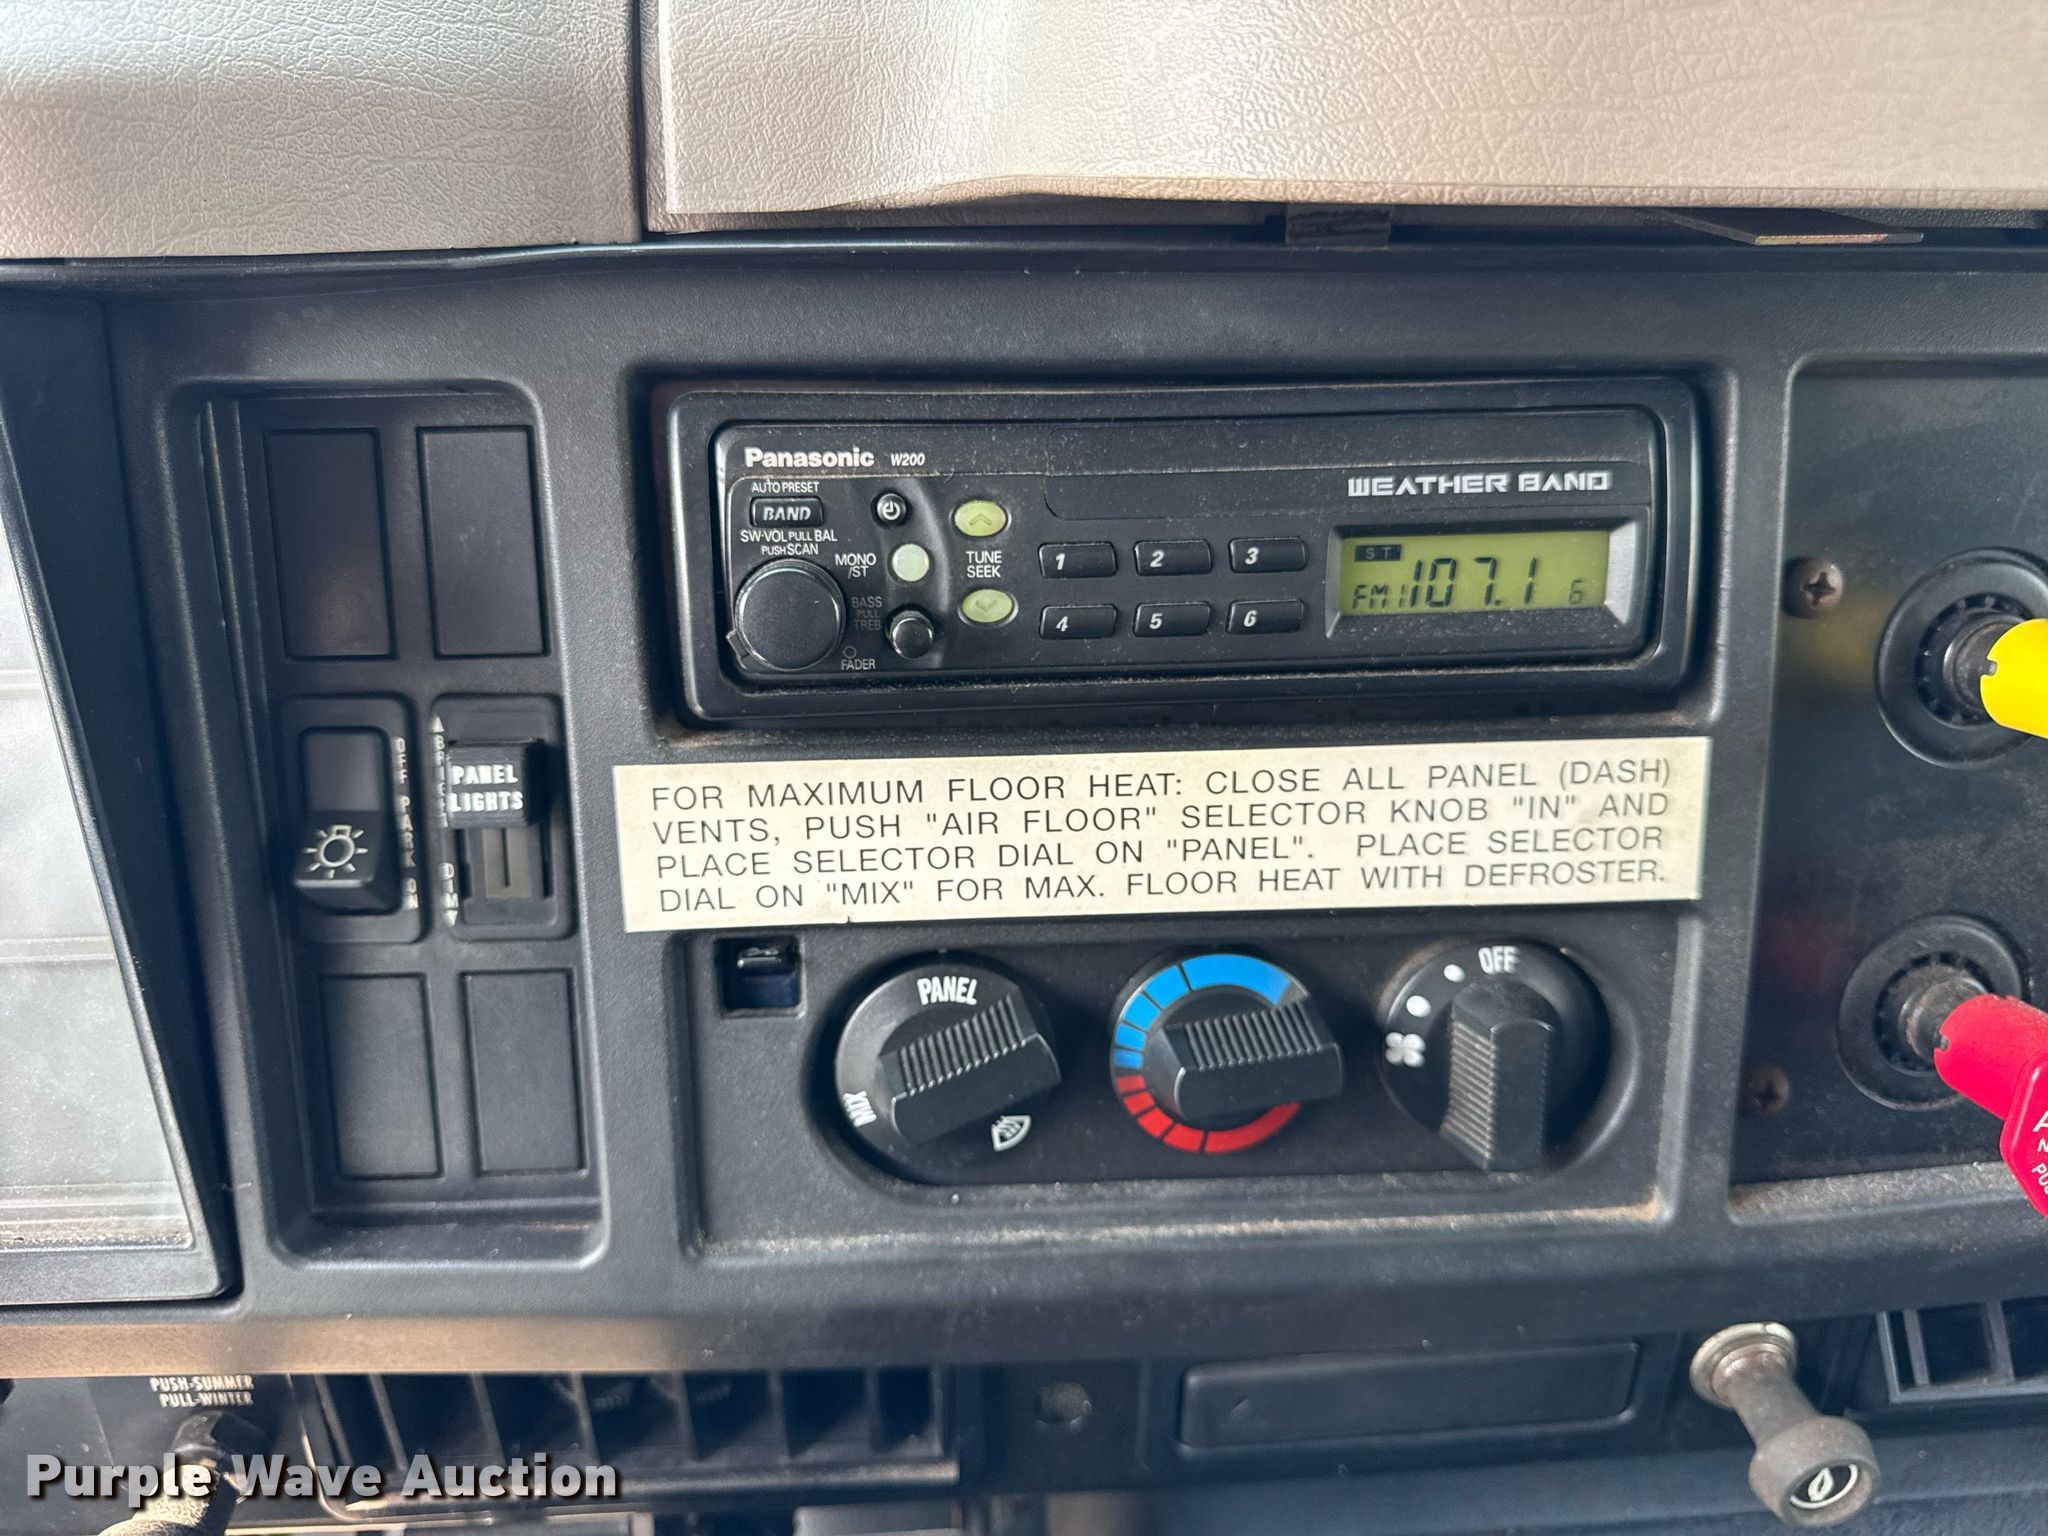 Panasonic W200
WEATHER BAND
AUTO PRESET
BAND
SW-VOL PULL BAL
PUSH SCAN
MONO
/ST
TUNE
SEEK
BASS
PULL
TREB
FADER
1 2 3
4 5 6
ST
FM1 107.1 6
OFF PARK ON
BRIGHT
PANEL
LIGHTS
DIM
FOR MAXIMUM FLOOR HEAT: CLOSE ALL PANEL (DASH)
VENTS, PUSH "AIR FLOOR" SELECTOR KNOB "IN" AND
PLACE SELECTOR DIAL ON "PANEL". PLACE SELECTOR
DIAL ON "MIX" FOR MAX. FLOOR HEAT WITH DEFROSTER.
PANEL
MIX
OFF
PUSH-SUMMER
PULL-WINTER
Purple Wave Auction